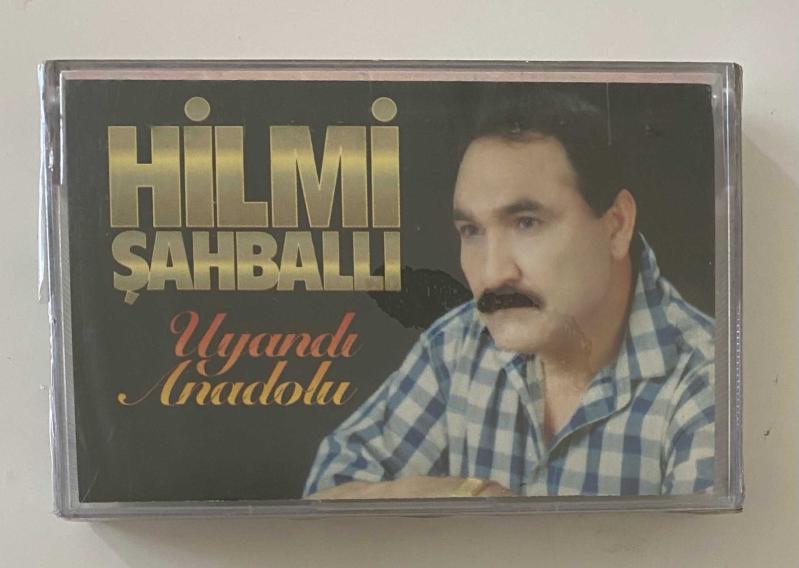 HİLMİ
ŞAHBALLI
Uyandı
Anadolu